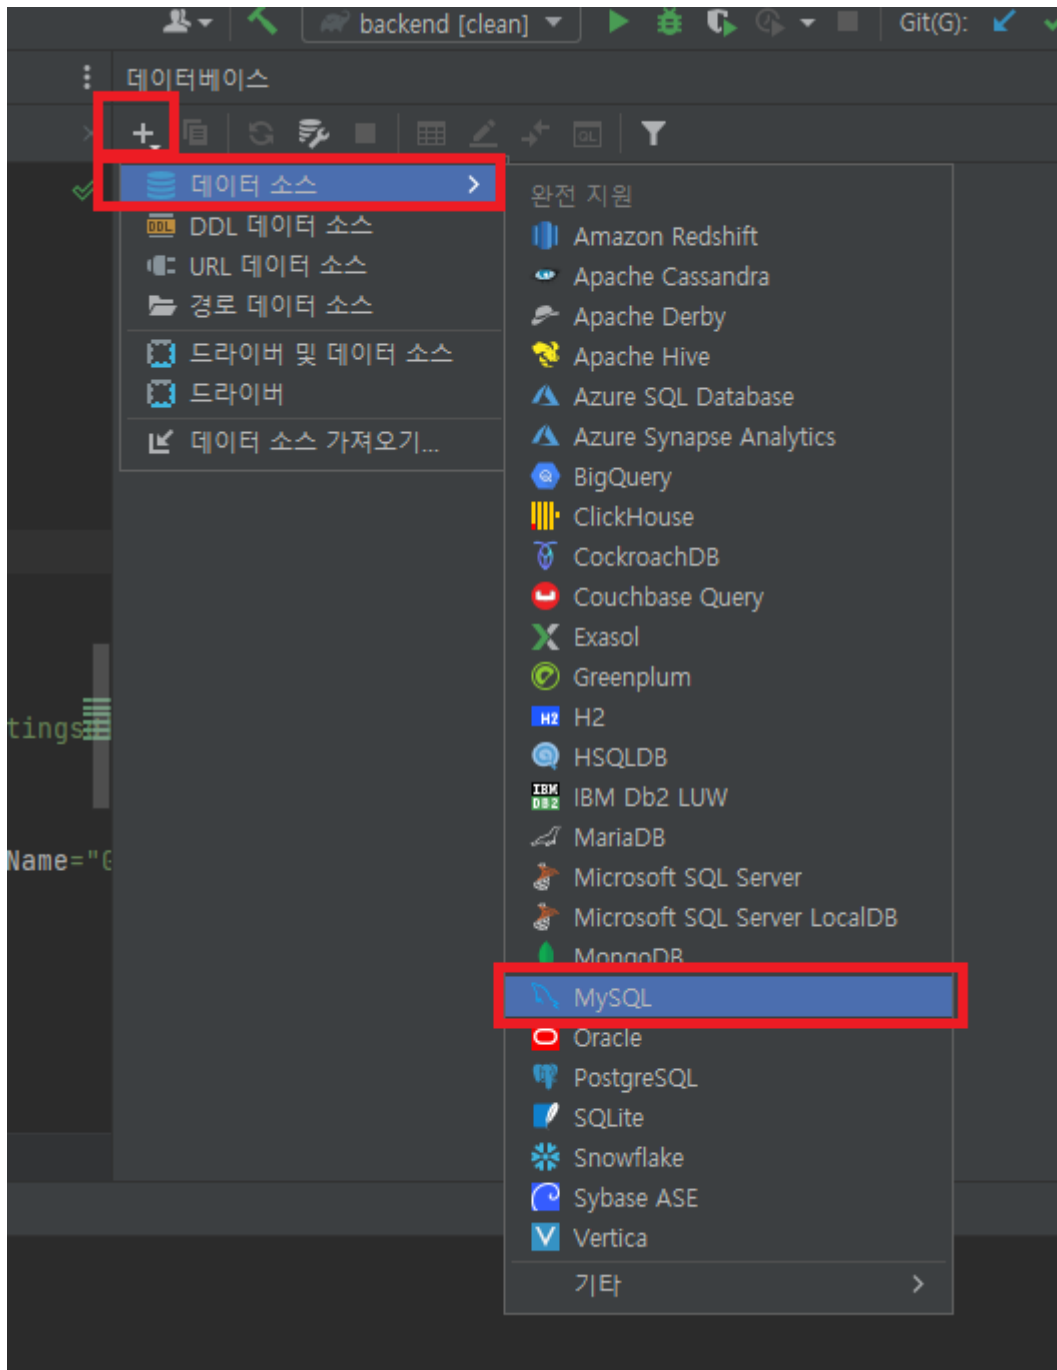 backend [clean]
Git(G):
데이터베이스
데이터 소스
DDL 데이터 소스
URL 데이터 소스
경로 데이터 소스
드라이버 및 데이터 소스
드라이버
데이터 소스 가져오기...
완전 지원
Amazon Redshift
Apache Cassandra
Apache Derby
Apache Hive
Azure SQL Database
Azure Synapse Analytics
BigQuery
ClickHouse
CockroachDB
Couchbase Query
Exasol
Greenplum
H2
HSQLDB
IBM Db2 LUW
MariaDB
Microsoft SQL Server
Microsoft SQL Server LocalDB
MongoDB
MySQL
Oracle
PostgreSQL
SQLite
Snowflake
Sybase ASE
Vertica
기타
tings
Name="